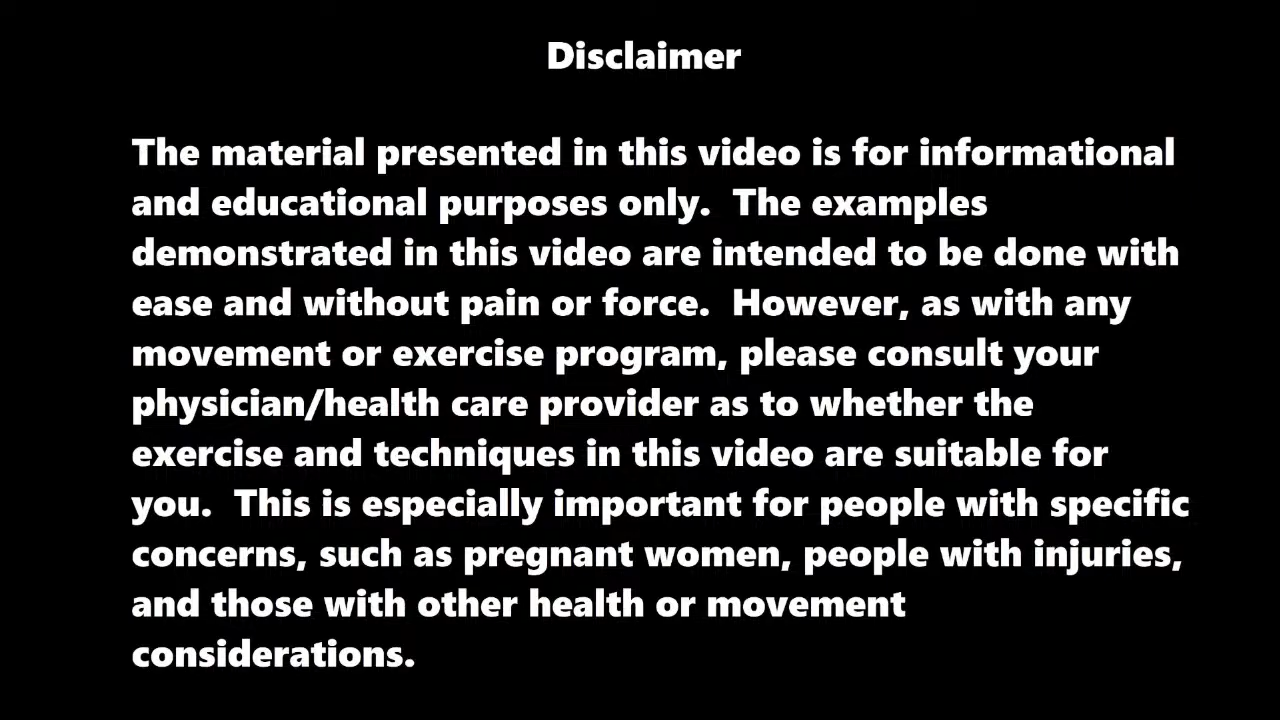 Disclaimer
The material presented in this video is for informational
and educational purposes only.  The examples
demonstrated in this video are intended to be done with
ease and without pain or force.  However, as with any
movement or exercise program, please consult your
physician/health care provider as to whether the
exercise and techniques in this video are suitable for
you.  This is especially important for people with specific
concerns, such as pregnant women, people with injuries,
and those with other health or movement
considerations.